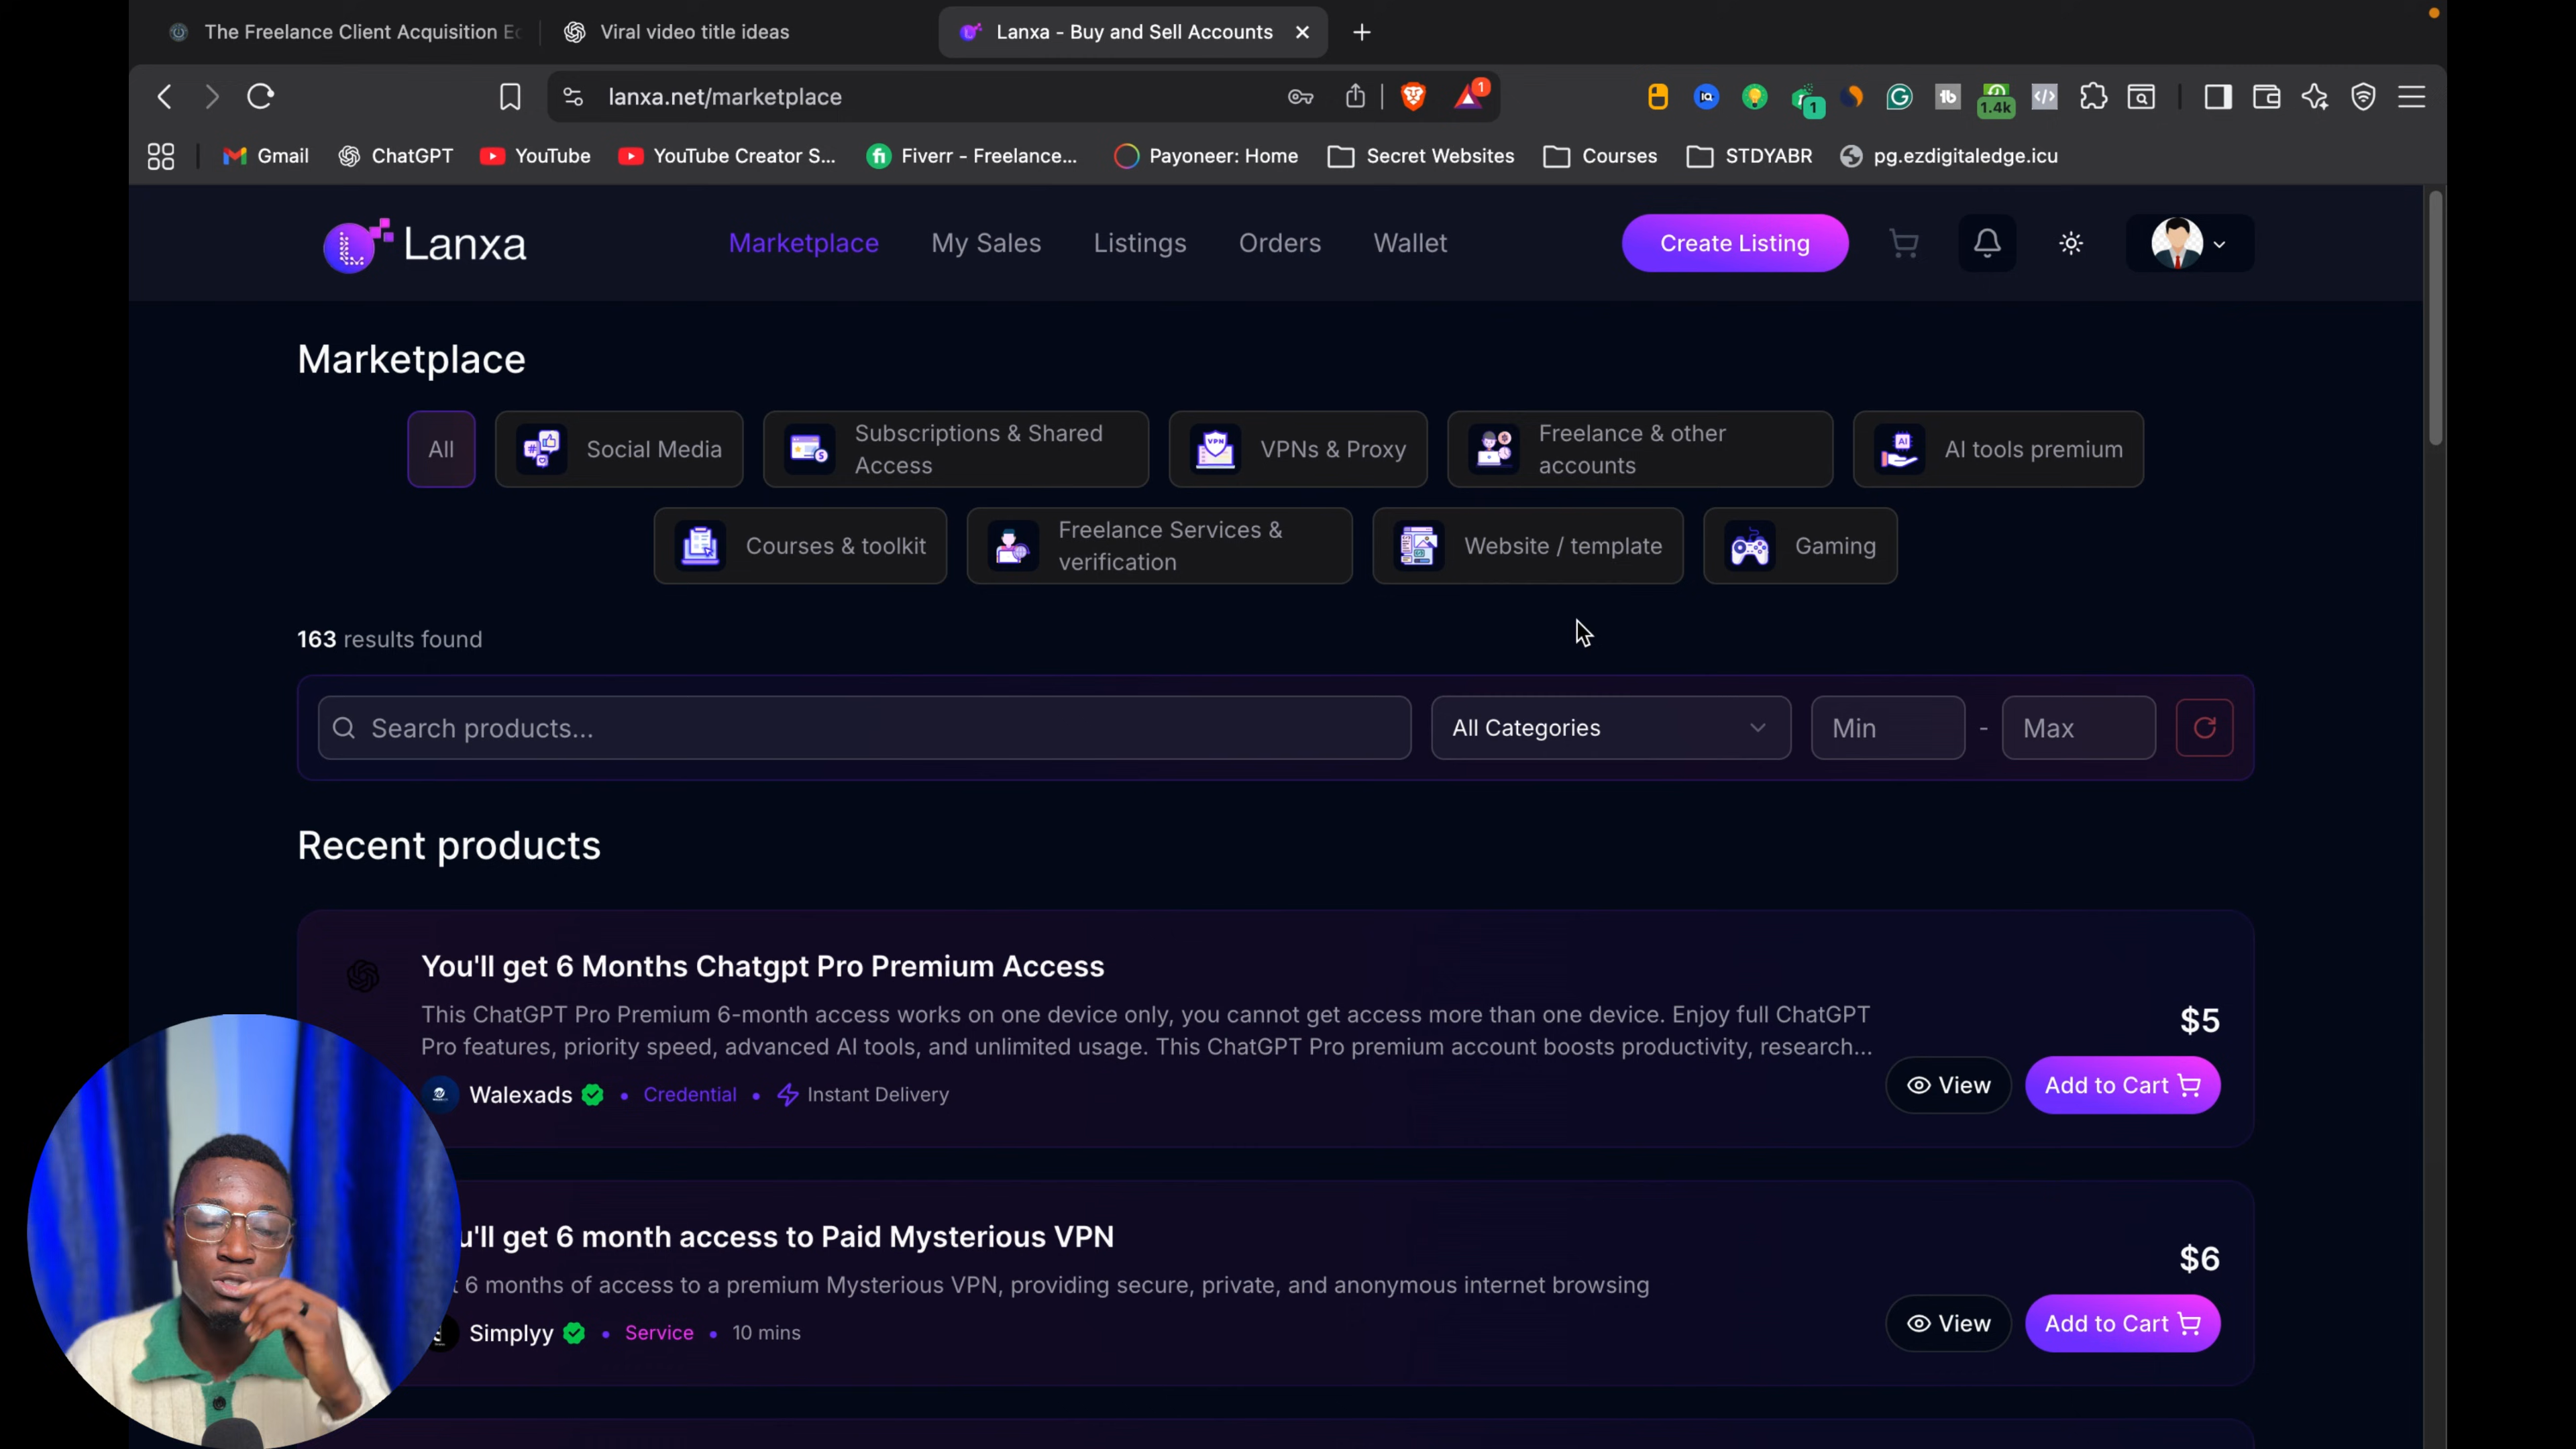 The Freelance Client Acquisition Ec
Viral video title ideas
Lanxa - Buy and Sell Accounts
lanxa.net/marketplace
1
IQ
1
tb
1.4k
Gmail
ChatGPT
YouTube
YouTube Creator S...
Fiverr - Freelance...
Payoneer: Home
Secret Websites
Courses
STDYABR
pg.ezdigitaledge.icu
Lanxa
Marketplace
My Sales
Listings
Orders
Wallet
Create Listing
Marketplace
All
Social Media
Subscriptions & Shared
Access
VPNs & Proxy
Freelance & other
accounts
AI tools premium
Courses & toolkit
Freelance Services &
verification
Website / template
Gaming
163 results found
Search products...
All Categories
Min
-
Max
Recent products
You'll get 6 Months Chatgpt Pro Premium Access
This ChatGPT Pro Premium 6-month access works on one device only, you cannot get access more than one device. Enjoy full ChatGPT
Pro features, priority speed, advanced AI tools, and unlimited usage. This ChatGPT Pro premium account boosts productivity, research...
$5
Walexads • Credential • Instant Delivery
View
Add to Cart
u'll get 6 month access to Paid Mysterious VPN
t 6 months of access to a premium Mysterious VPN, providing secure, private, and anonymous internet browsing
$6
Simplyy • Service • 10 mins
View
Add to Cart